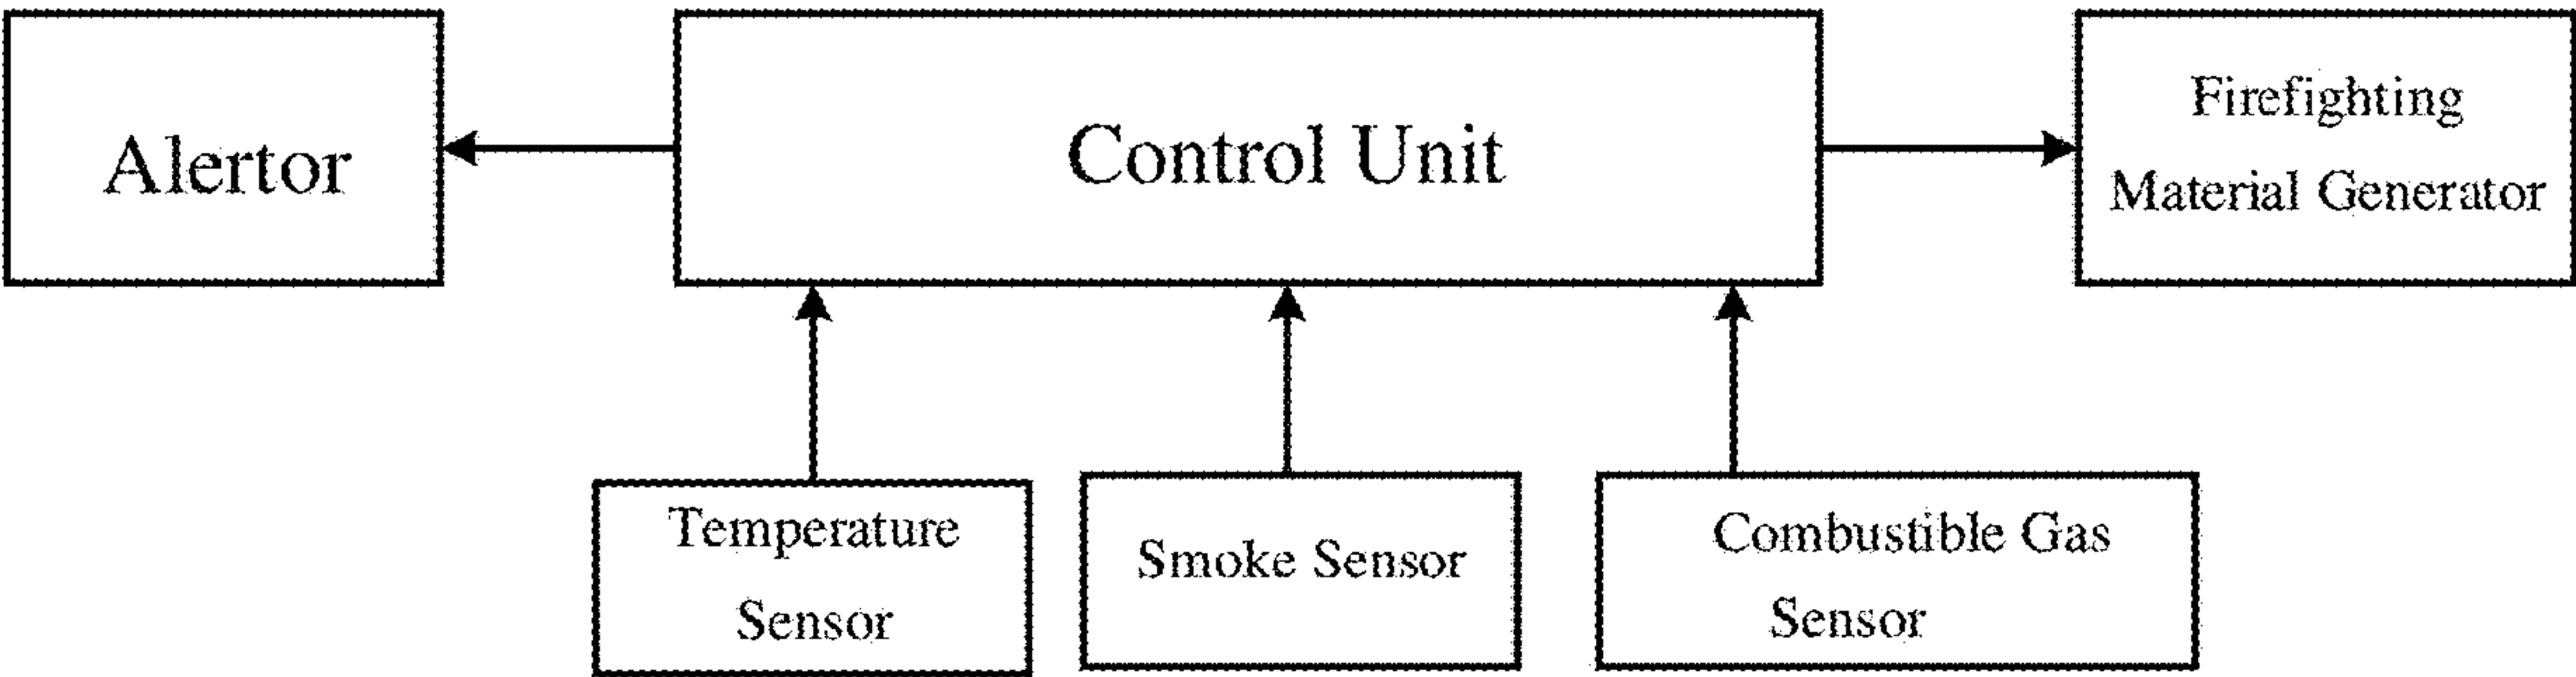 Alertor
Control Unit
Firefighting
Material Generator
Temperature
Sensor
Smoke Sensor
Combustible Gas
Sensor